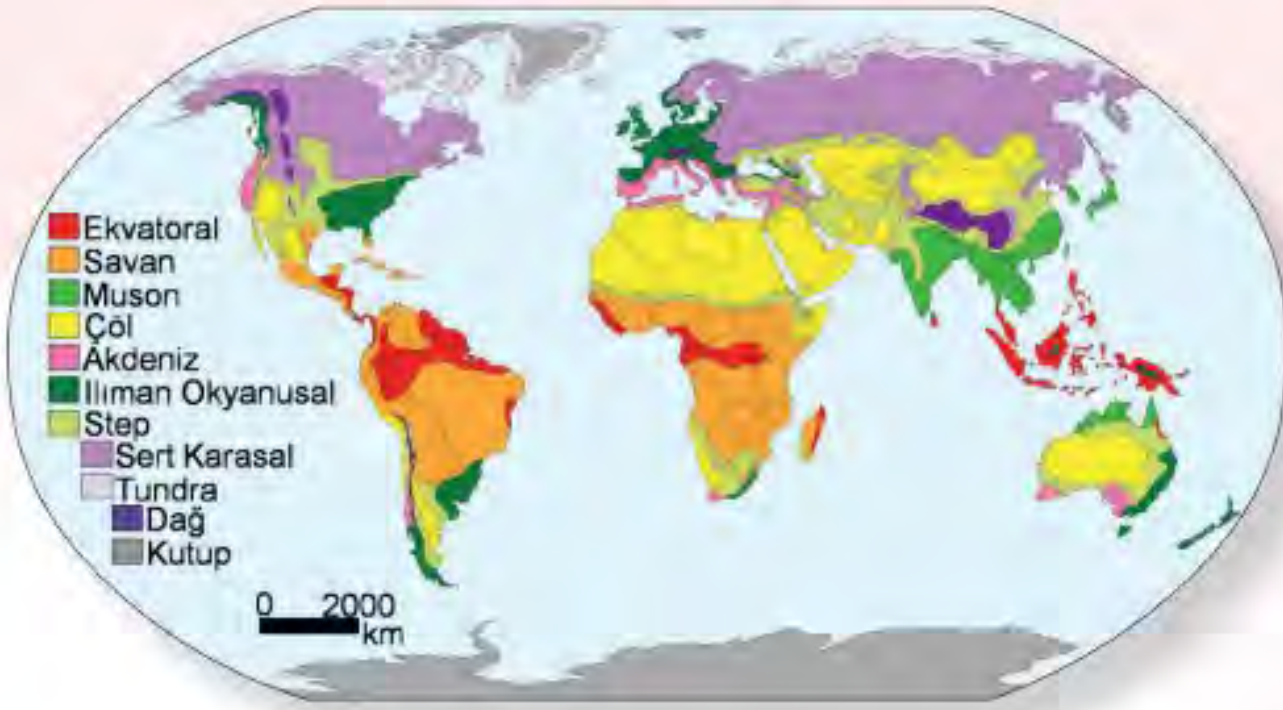 Ekvatoral
Savan
Muson
Çöl
Akdeniz
Ilıman Okyanusal
Step
Sert Karasal
Tundra
Dağ
Kutup
0 2000
km